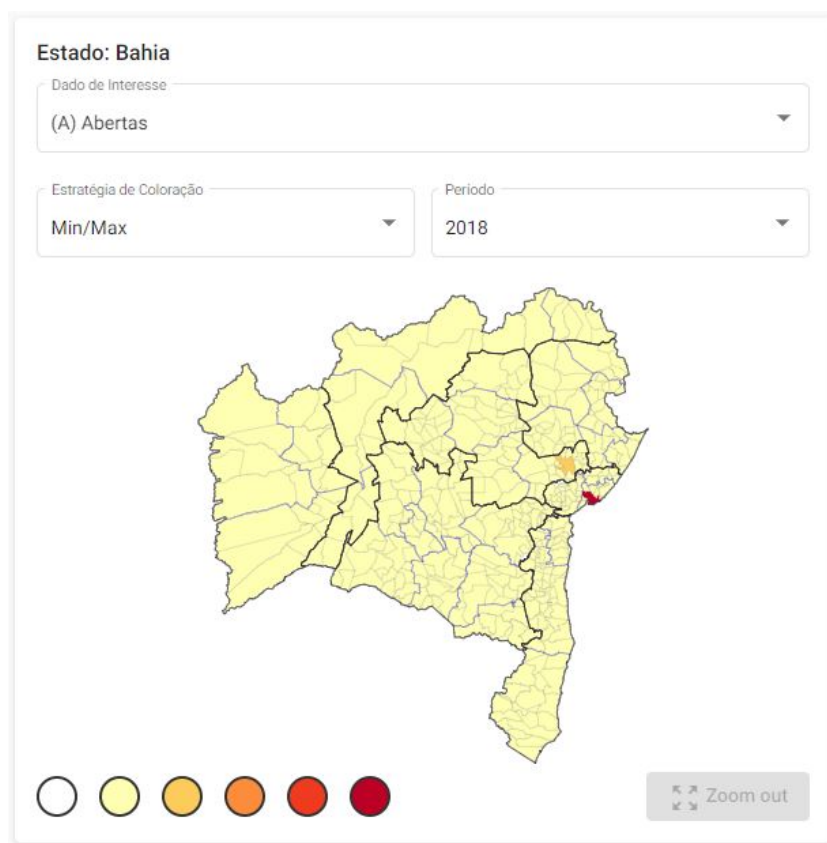 Estado: Bahia
Dado de Interesse
(A) Abertas
Estratégia de Coloração
Período
Min/Max
2018
Zoom out